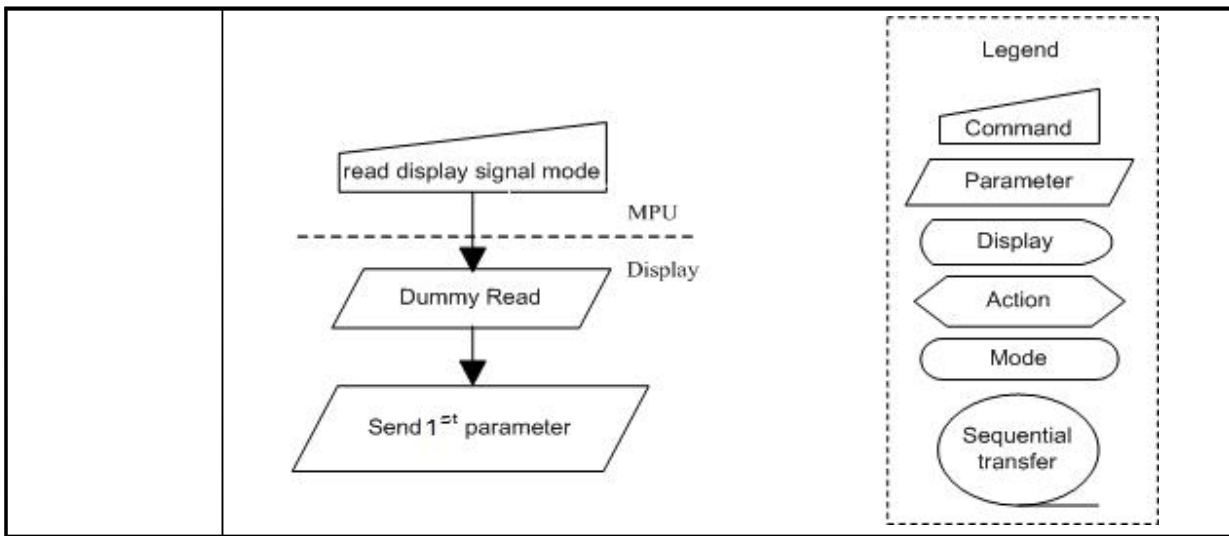 read display signal mode
MPU
Display
Dummy Read
Send 1st parameter
Legend
Command
Parameter
Display
Action
Mode
Sequential
transfer